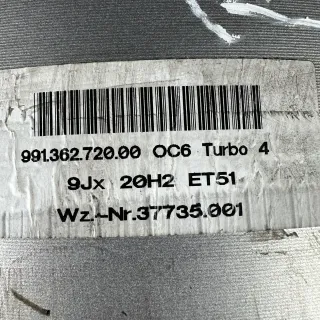 991.362.720.00 OC6 Turbo 4
9Jx 20H2 ET51
Wz.-Nr.37735.001